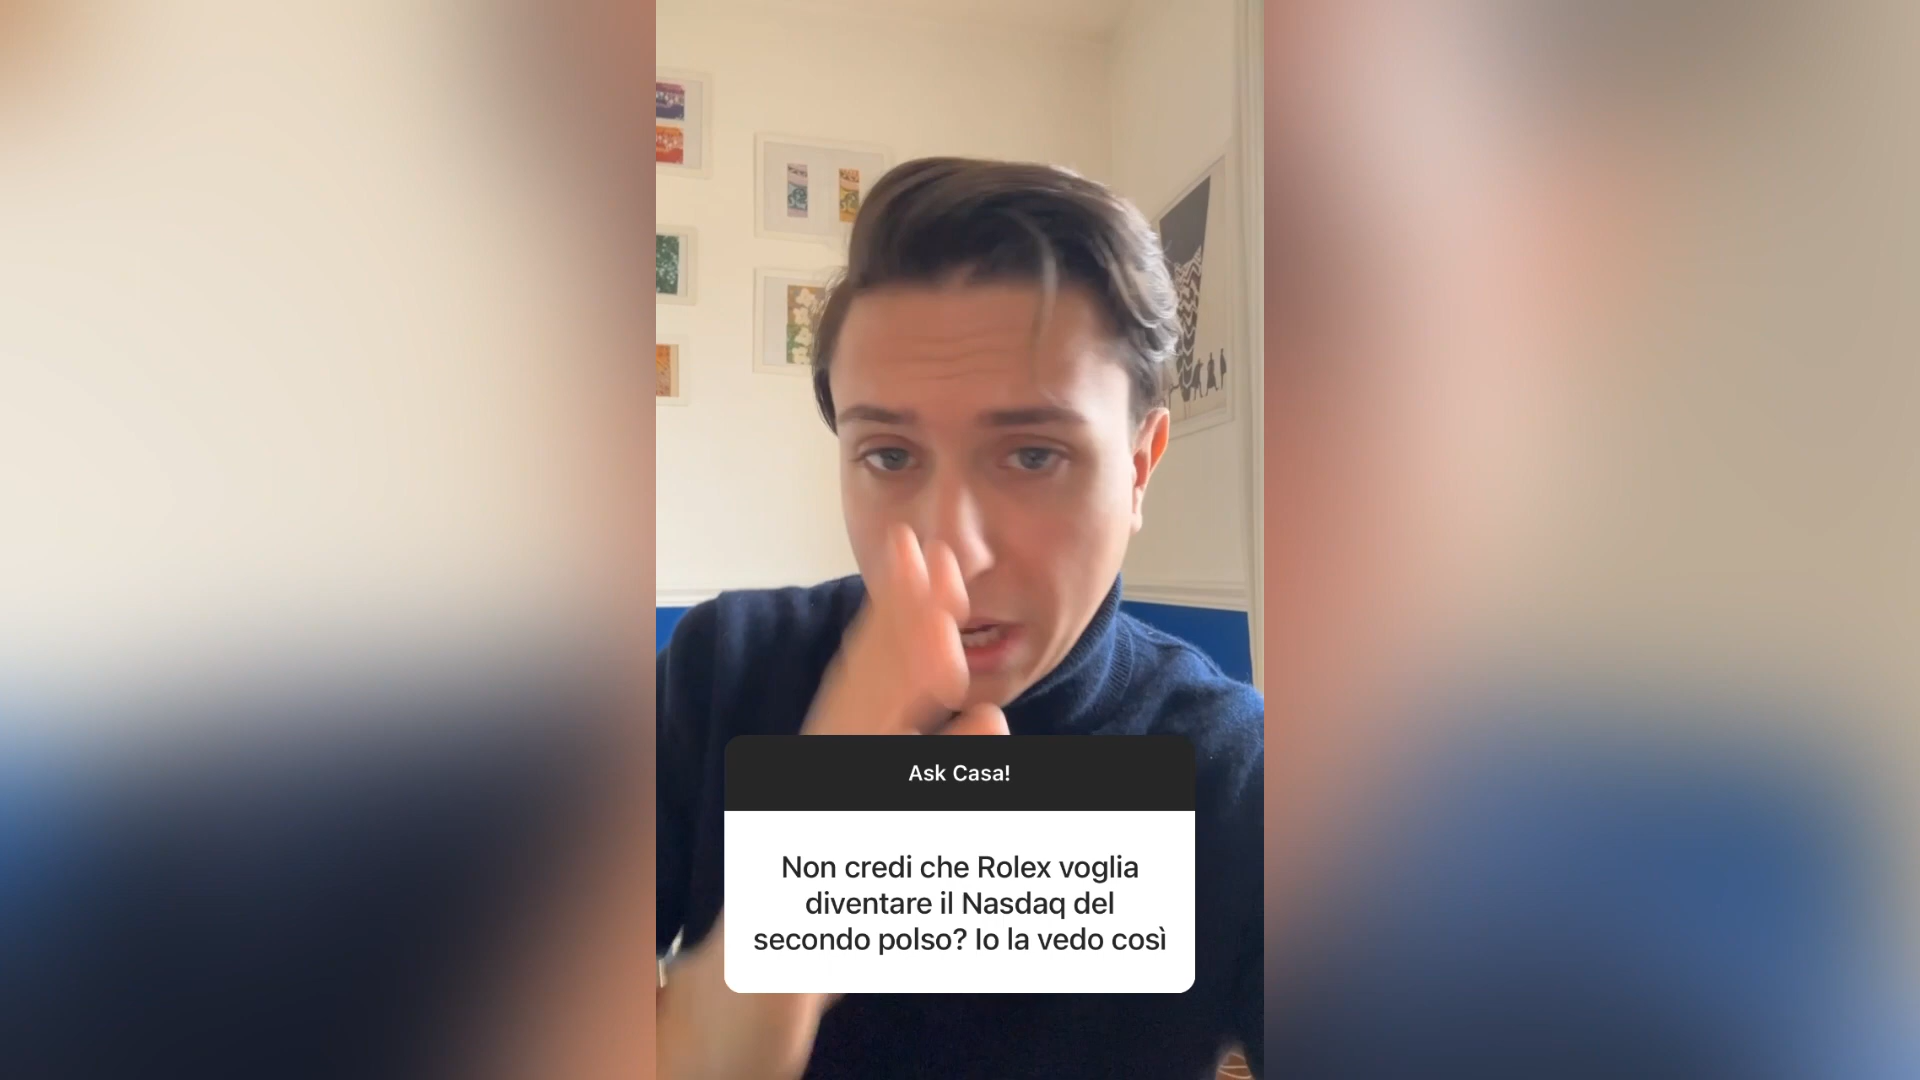 Ask Casa!
Non credi che Rolex voglia
diventare il Nasdaq del
secondo polso? Io la vedo così